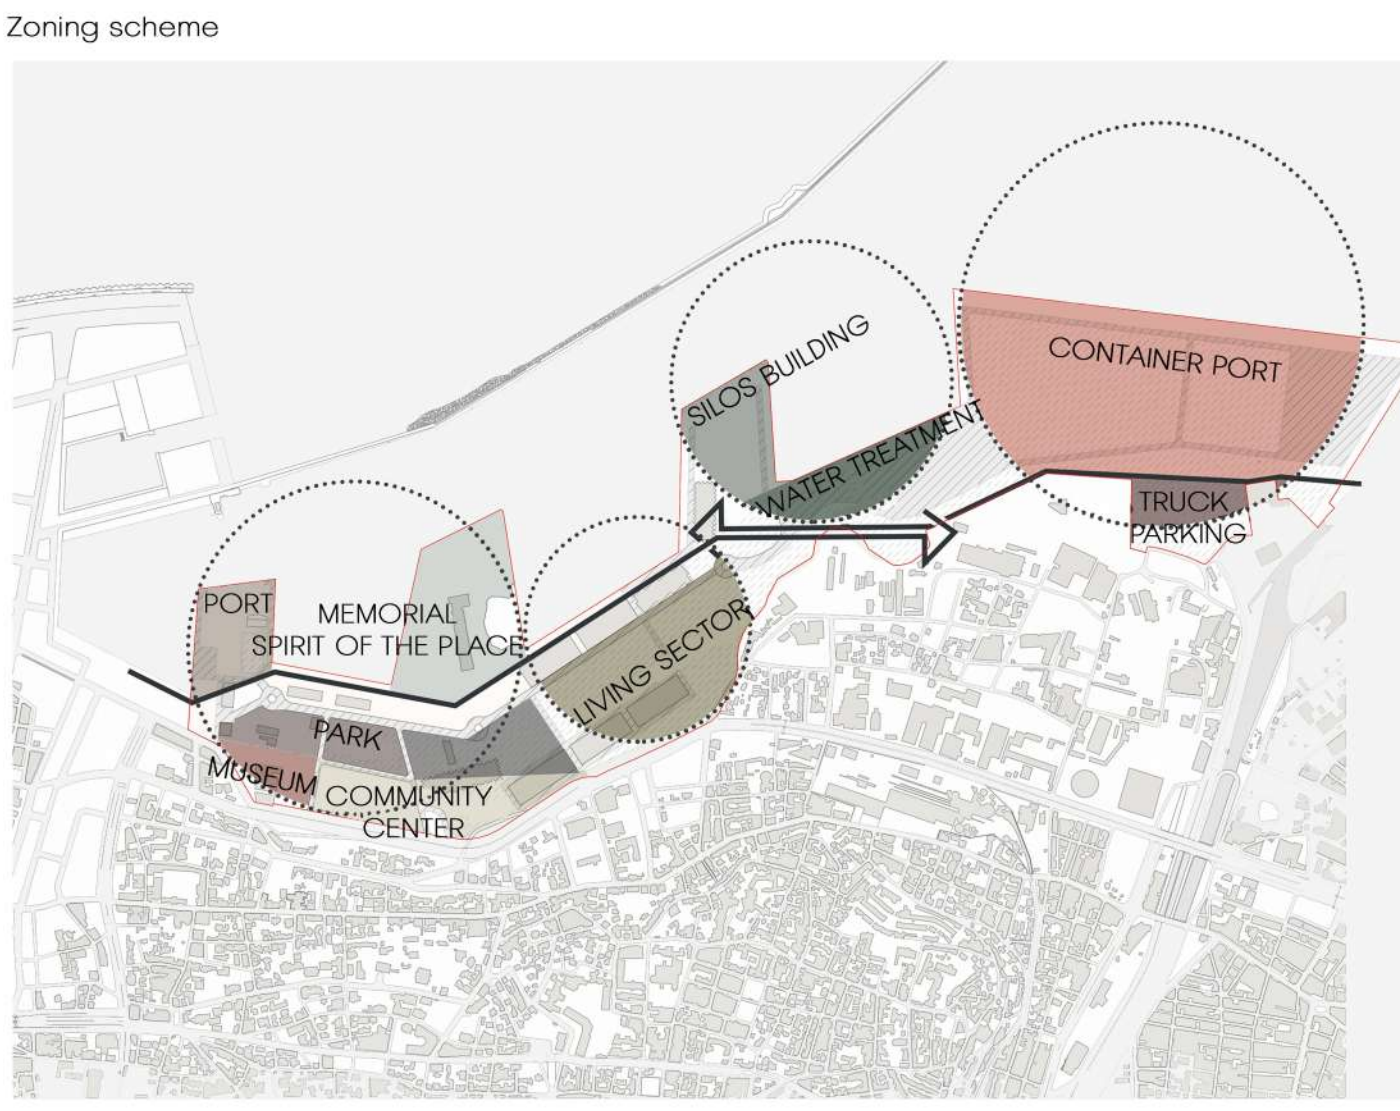 Zoning scheme
SILOS BUILDING
CONTAINER PORT
WATER TREATMENT
TRUCK
PARKING
PORT
MEMORIAL
SPIRIT OF THE PLACE
LIVING SECTOR
PARK
MUSEUM
COMMUNITY
CENTER